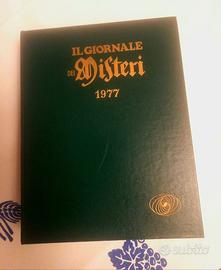 IL GIORNALE
DEI MISTERI
1977
subito